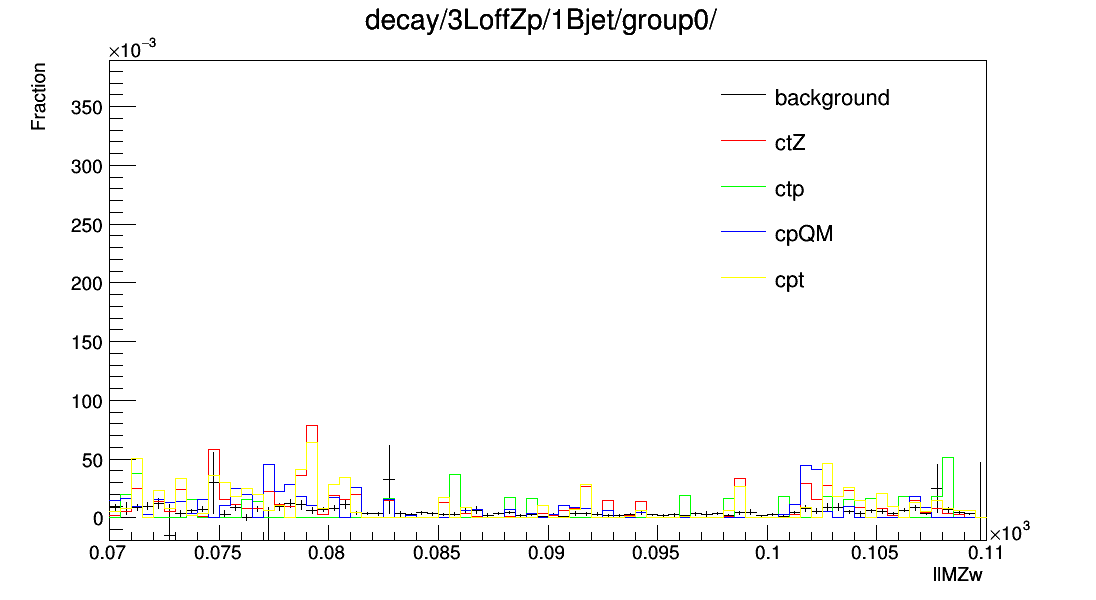 decay/3LoffZp/1Bjet/group0/
×10⁻³
Fraction
350
300
250
200
150
100
50
0
background
ctZ
ctp
cpQM
cpt
0.07 0.075 0.08 0.085 0.09 0.095 0.1 0.105 0.11
×10³
llMZw